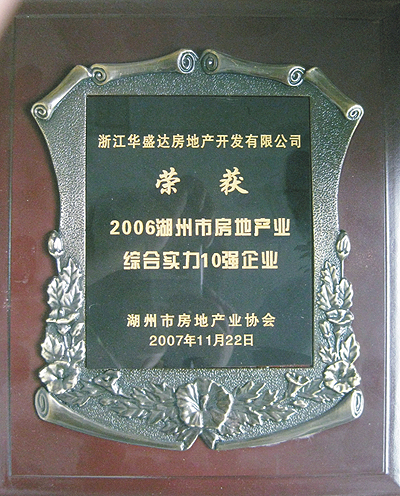 浙江华盛达房地产开发有限公司
荣获
2006湖州市房地产业
综合实力10强企业
湖州市房地产业协会
2007年11月22日